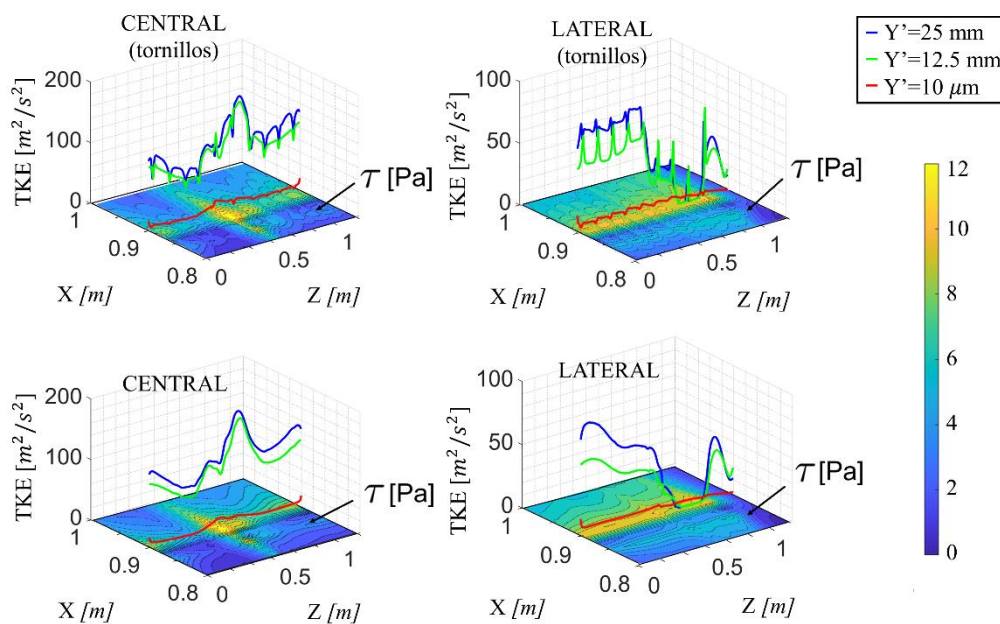 CENTRAL
(tornillos)
200
100
0
TKE [m²/s²]
1
0.9
0.8
X [m]
0
0.5
1
Z [m]
τ [Pa]
LATERAL
(tornillos)
100
50
0
TKE [m²/s²]
1
0.9
0.8
X [m]
0
0.5
1
Z [m]
τ [Pa]
Y'=25 mm
Y'=12.5 mm
Y'=10 μm
12
10
8
6
4
2
0
CENTRAL
200
100
0
TKE [m²/s²]
1
0.9
0.8
X [m]
0
0.5
1
Z [m]
τ [Pa]
LATERAL
100
50
0
TKE [m²/s²]
1
0.9
0.8
X [m]
0
0.5
1
Z [m]
τ [Pa]